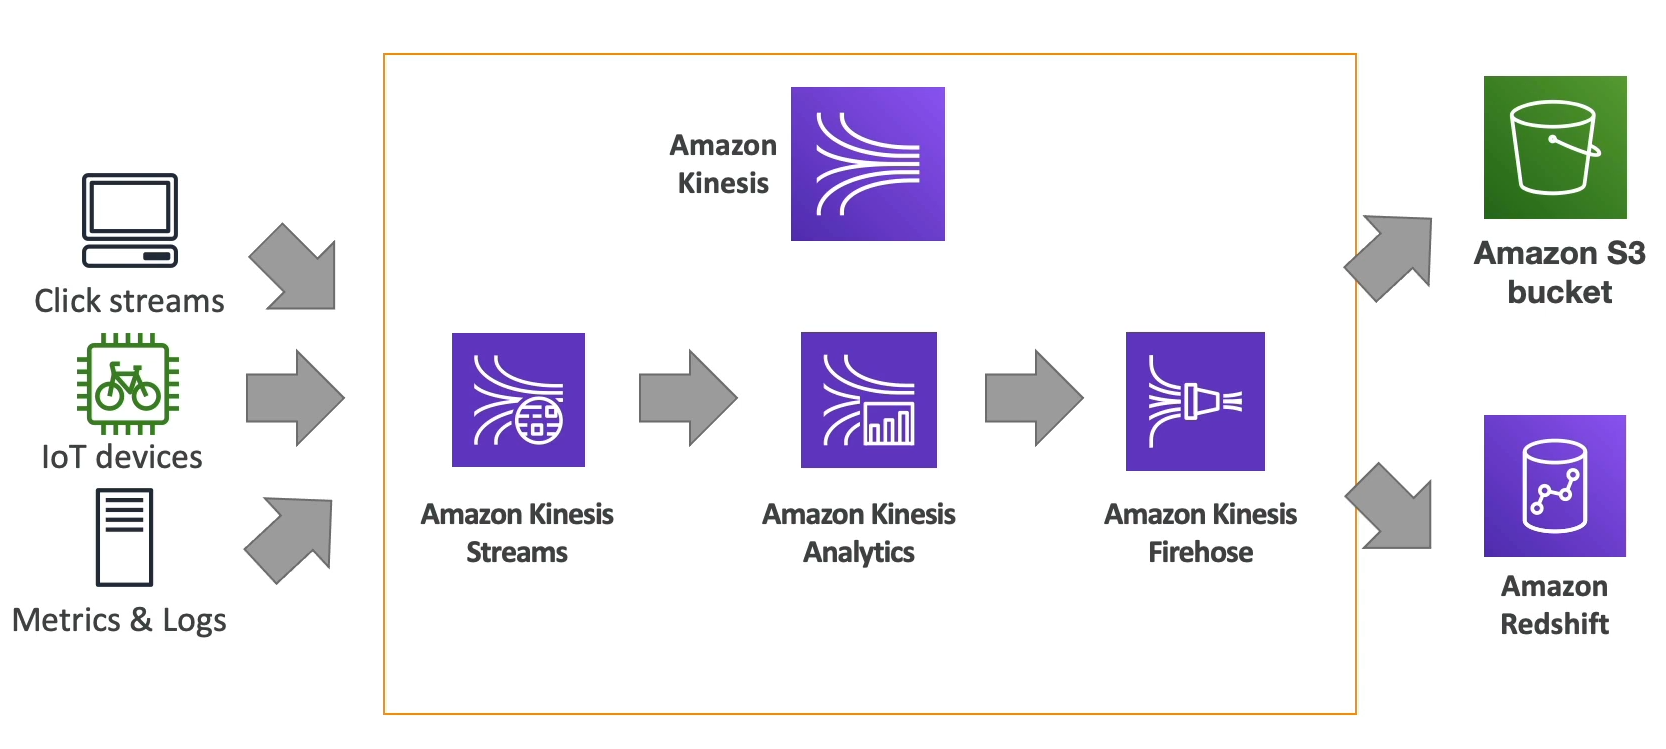 Amazon
Kinesis
Click streams
IoT devices
Metrics & Logs
Amazon Kinesis
Streams
Amazon Kinesis
Analytics
Amazon Kinesis
Firehose
Amazon S3
bucket
Amazon
Redshift